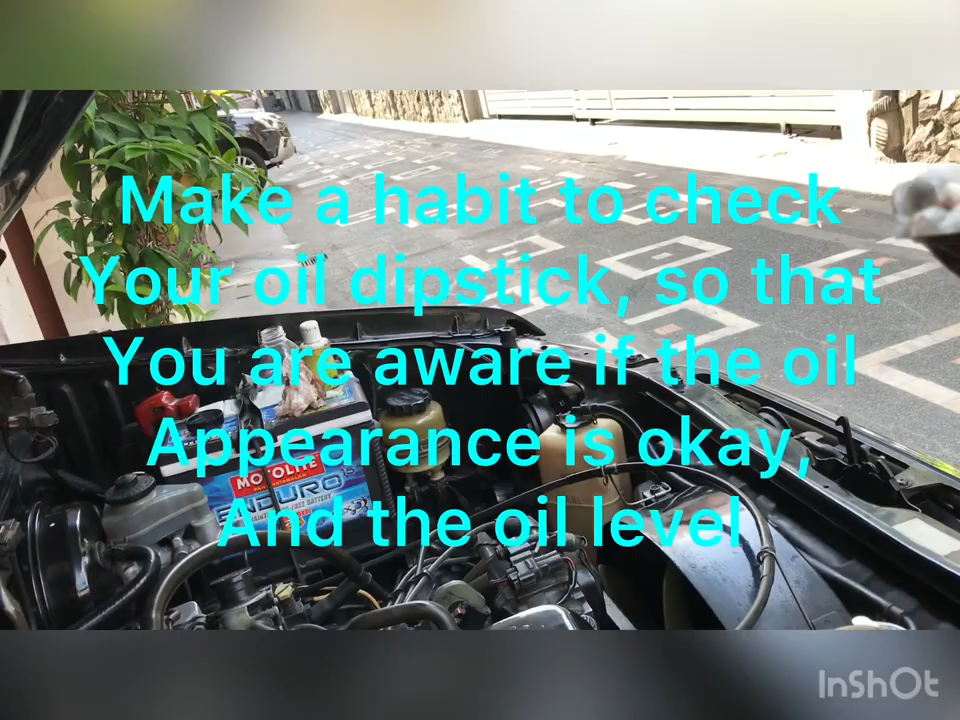 Make a habit to check
Your oil dipstick, so that
You are aware if the oil
Appearance is okay,
And the oil level
MOTOLITE
ENDURO
InShOt